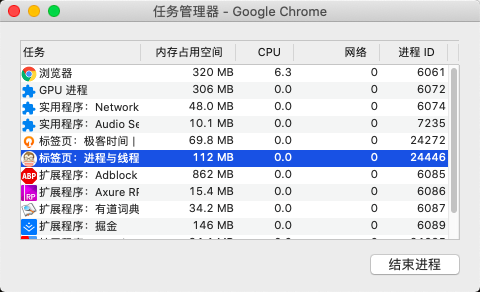 任务管理器 - Google Chrome
任务 内存占用空间 CPU 网络 进程 ID
浏览器 320 MB 6.3 0 6061
GPU 进程 306 MB 0.0 0 6072
实用程序：Network 48.0 MB 0.0 0 6074
实用程序：Audio Se 10.1 MB 0.0 0 7235
标签页：极客时间 | 69.8 MB 0.0 0 24272
标签页：进程与线程 112 MB 0.0 0 24446
ABP 扩展程序：Adblock 862 MB 0.0 0 6085
RP 扩展程序：Axure RP 15.4 MB 0.0 0 6086
扩展程序：有道词典 34.2 MB 0.0 0 6087
扩展程序：掘金 146 MB 0.0 0 6089
结束进程